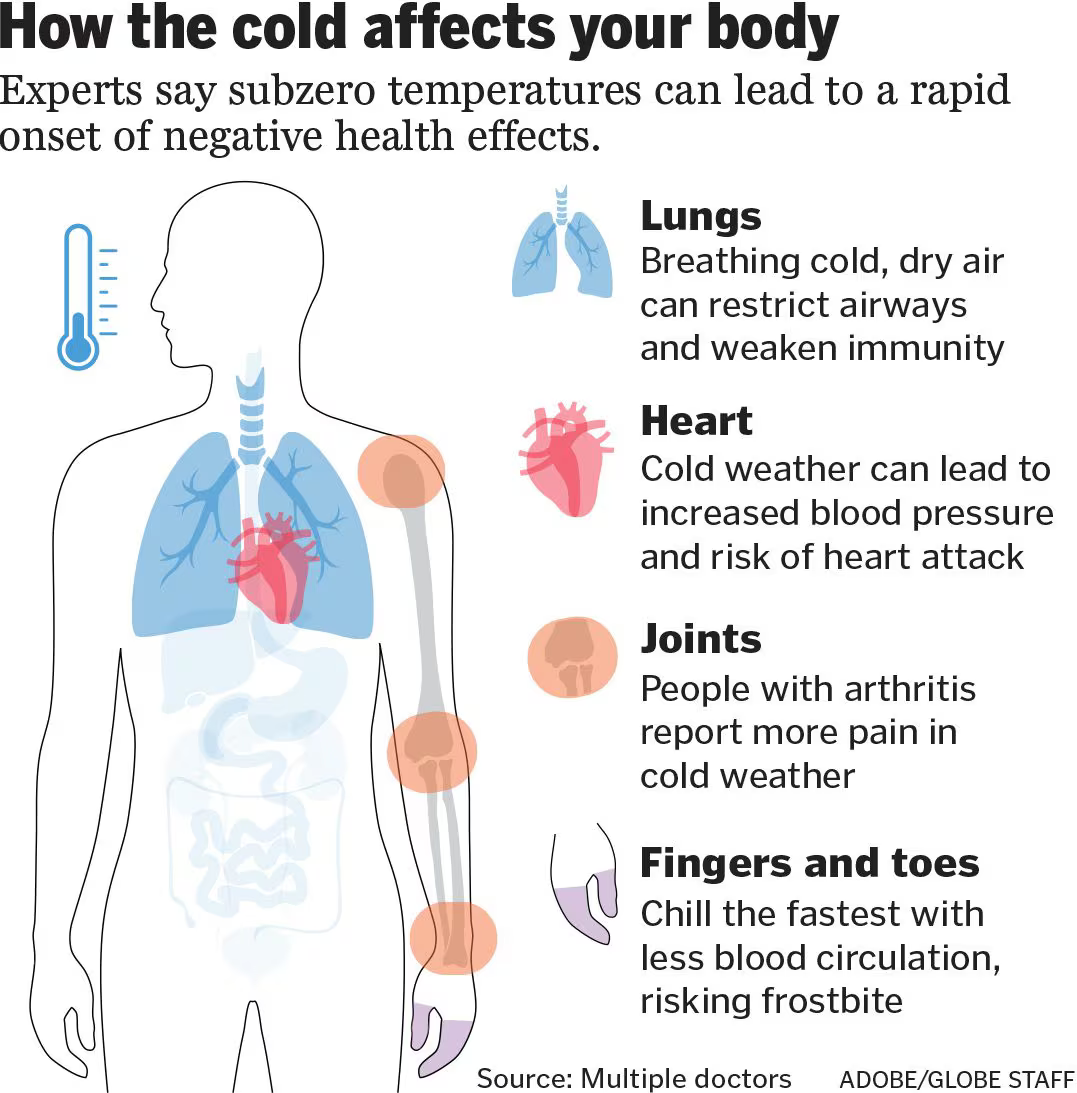 How the cold affects your body
Experts say subzero temperatures can lead to a rapid
onset of negative health effects.
Lungs
Breathing cold, dry air
can restrict airways
and weaken immunity
Heart
Cold weather can lead to
increased blood pressure
and risk of heart attack
Joints
People with arthritis
report more pain in
cold weather
Fingers and toes
Chill the fastest with
less blood circulation,
risking frostbite
Source: Multiple doctors ADOBE/GLOBE STAFF